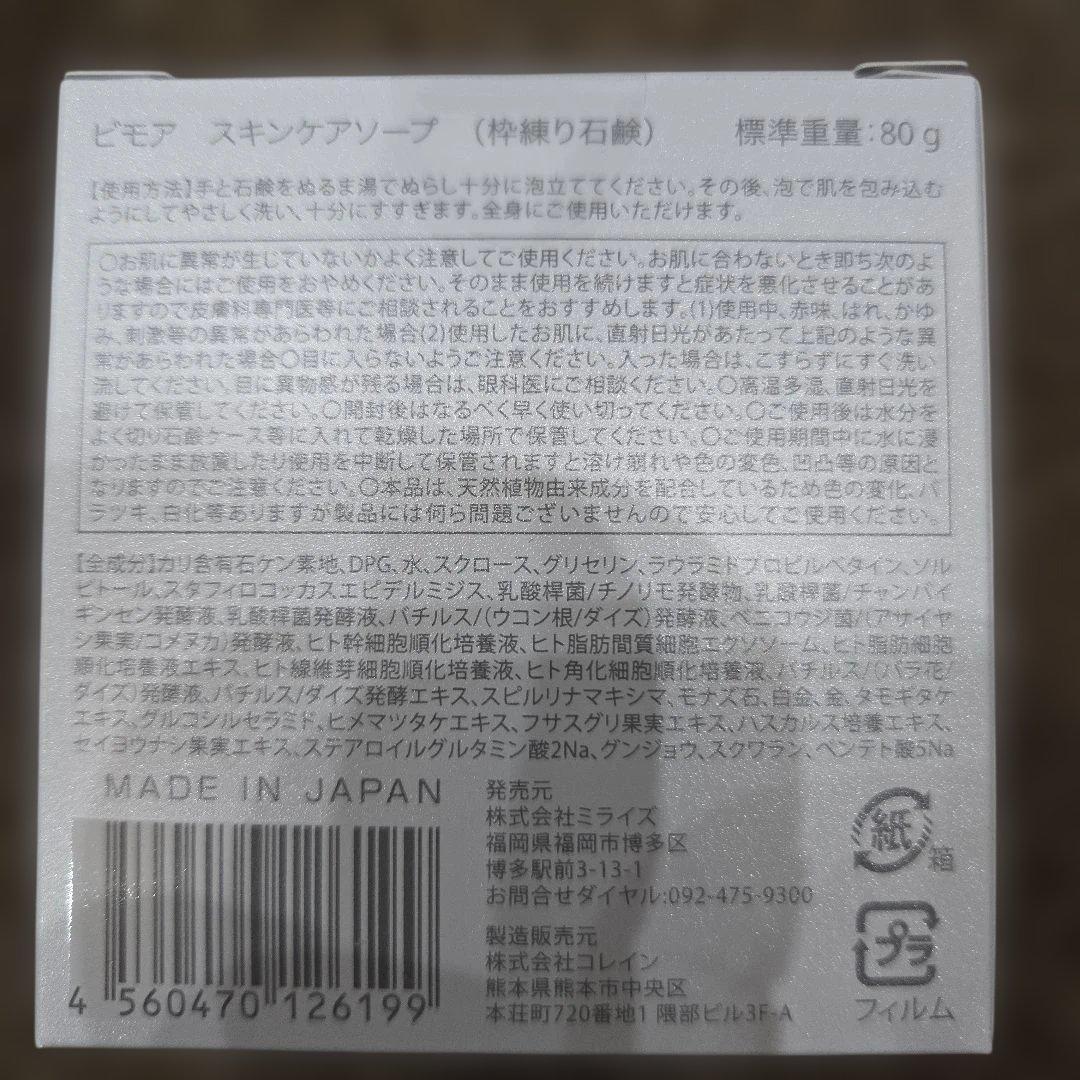 ビモア　スキンケアソープ　（枠練り石鹸）　標準重量：80 g
【使用方法】手と石鹸をぬるま湯でぬらし十分に泡立ててください。その後、泡で肌を包み込む
ようにしてやさしく洗い、十分にすすぎます。全身にご使用いただけます。
〇お肌に異常が生じていないかよく注意してご使用ください。お肌に合わないとき即ち次のよ
うな場合にはご使用をおやめください。そのまま使用を続けますと症状を悪化させることがあ
りますので皮膚科専門医等にご相談されることをおすすめします。(1)使用中、赤味、はれ、かゆ
み、刺激等の異常があらわれた場合(2)使用したお肌に、直射日光があたって上記のような異
常があらわれた場合〇目に入らないようご注意ください。入った場合は、こすらずにすぐ洗い
流してください。目に異物感が残る場合は、眼科医にご相談ください。〇高温多湿、直射日光を
避けて保管してください。〇開封後はなるべく早く使い切ってください。〇ご使用後は水分を
よく切り石鹸ケース等に入れて乾燥した場所で保管してください。〇ご使用期間中に水に浸
かったまま放置したり使用を中断して保管されますと溶け崩れや色の変色、凹凸等の原因と
なりますのでご注意ください。〇本品は、天然植物由来成分を配合しているため色の変化、バ
ラツキ、白化等ありますが製品には何ら問題ございませんので安心してご使用ください。
【全成分】カリ含有石ケン素地、DPG、水、スクロース、グリセリン、ラウラミドプロピルベタイン、ソル
ビトール、スタフィロコッカスエピデルミジス、乳酸桿菌/チノリモ発酵物、乳酸桿菌/チャンバイ
ギンセン発酵液、乳酸桿菌発酵液、バチルス/(ウコン根/ダイズ)発酵液、ベニコウジ菌/(アサイヤ
シ果実/コメヌカ)発酵液、ヒト幹細胞順化培養液、ヒト脂肪間質細胞エクソソーム、ヒト脂肪細胞
順化培養液エキス、ヒト線維芽細胞順化培養液、ヒト角化細胞順化培養液、バチルス/(バラ花/
ダイズ)発酵液、バチルス/ダイズ発酵エキス、スピルリナマキシマ、モナズ石、白金、金、タモギタケ
エキス、グルコシルセラミド、ヒメマツタケエキス、フサスグリ果実エキス、ハスカルス培養エキス、
セイヨウナシ果実エキス、ステアロイルグルタミン酸2Na、グンジョウ、スクワラン、ペンテト酸5Na
MADE IN JAPAN
4 560470 126199
発売元
株式会社ミライズ
福岡県福岡市博多区
博多駅前3-13-1
お問合せダイヤル:092-475-9300
製造販売元
株式会社コレイン
熊本県熊本市中央区
本荘町720番地1 隈部ビル3F-A
紙
箱
プラ
フィルム